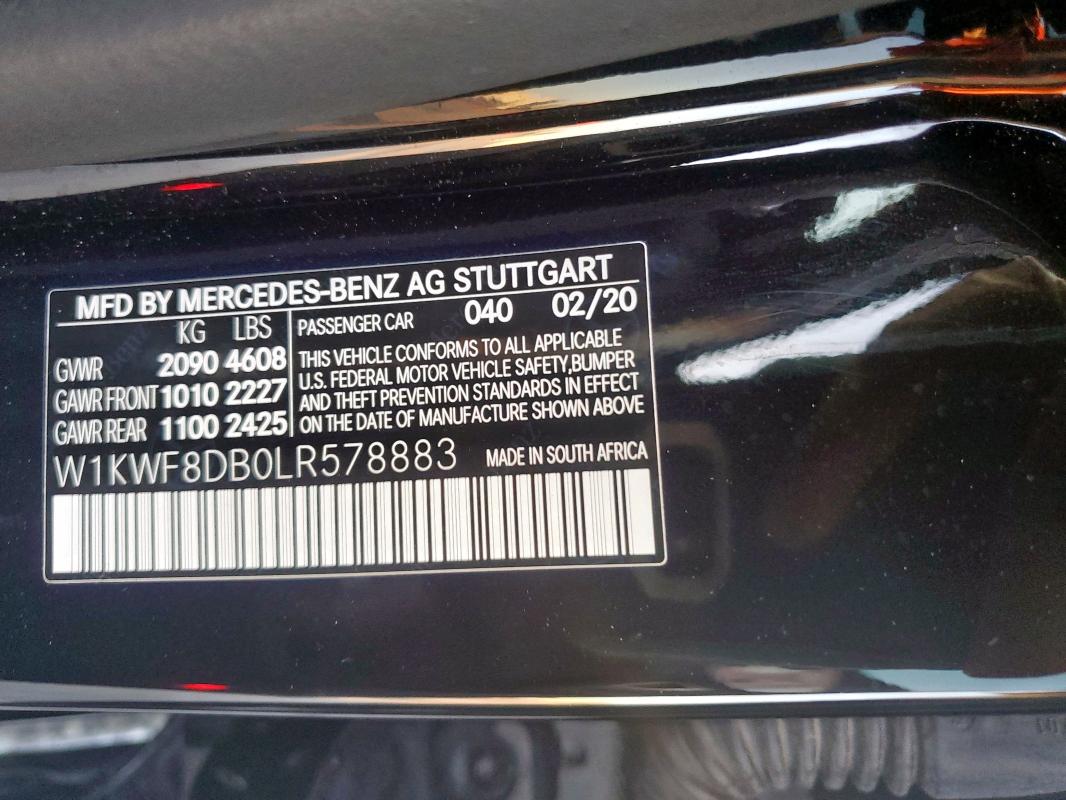 MFD BY MERCEDES-BENZ AG STUTTGART
KG LBS
GVWR 2090 4608
GAWR FRONT 1010 2227
GAWR REAR 1100 2425
PASSENGER CAR 040 02/20
THIS VEHICLE CONFORMS TO ALL APPLICABLE
U.S. FEDERAL MOTOR VEHICLE SAFETY,BUMPER
AND THEFT PREVENTION STANDARDS IN EFFECT
ON THE DATE OF MANUFACTURE SHOWN ABOVE
W1KWF8DB0LR578883 MADE IN SOUTH AFRICA